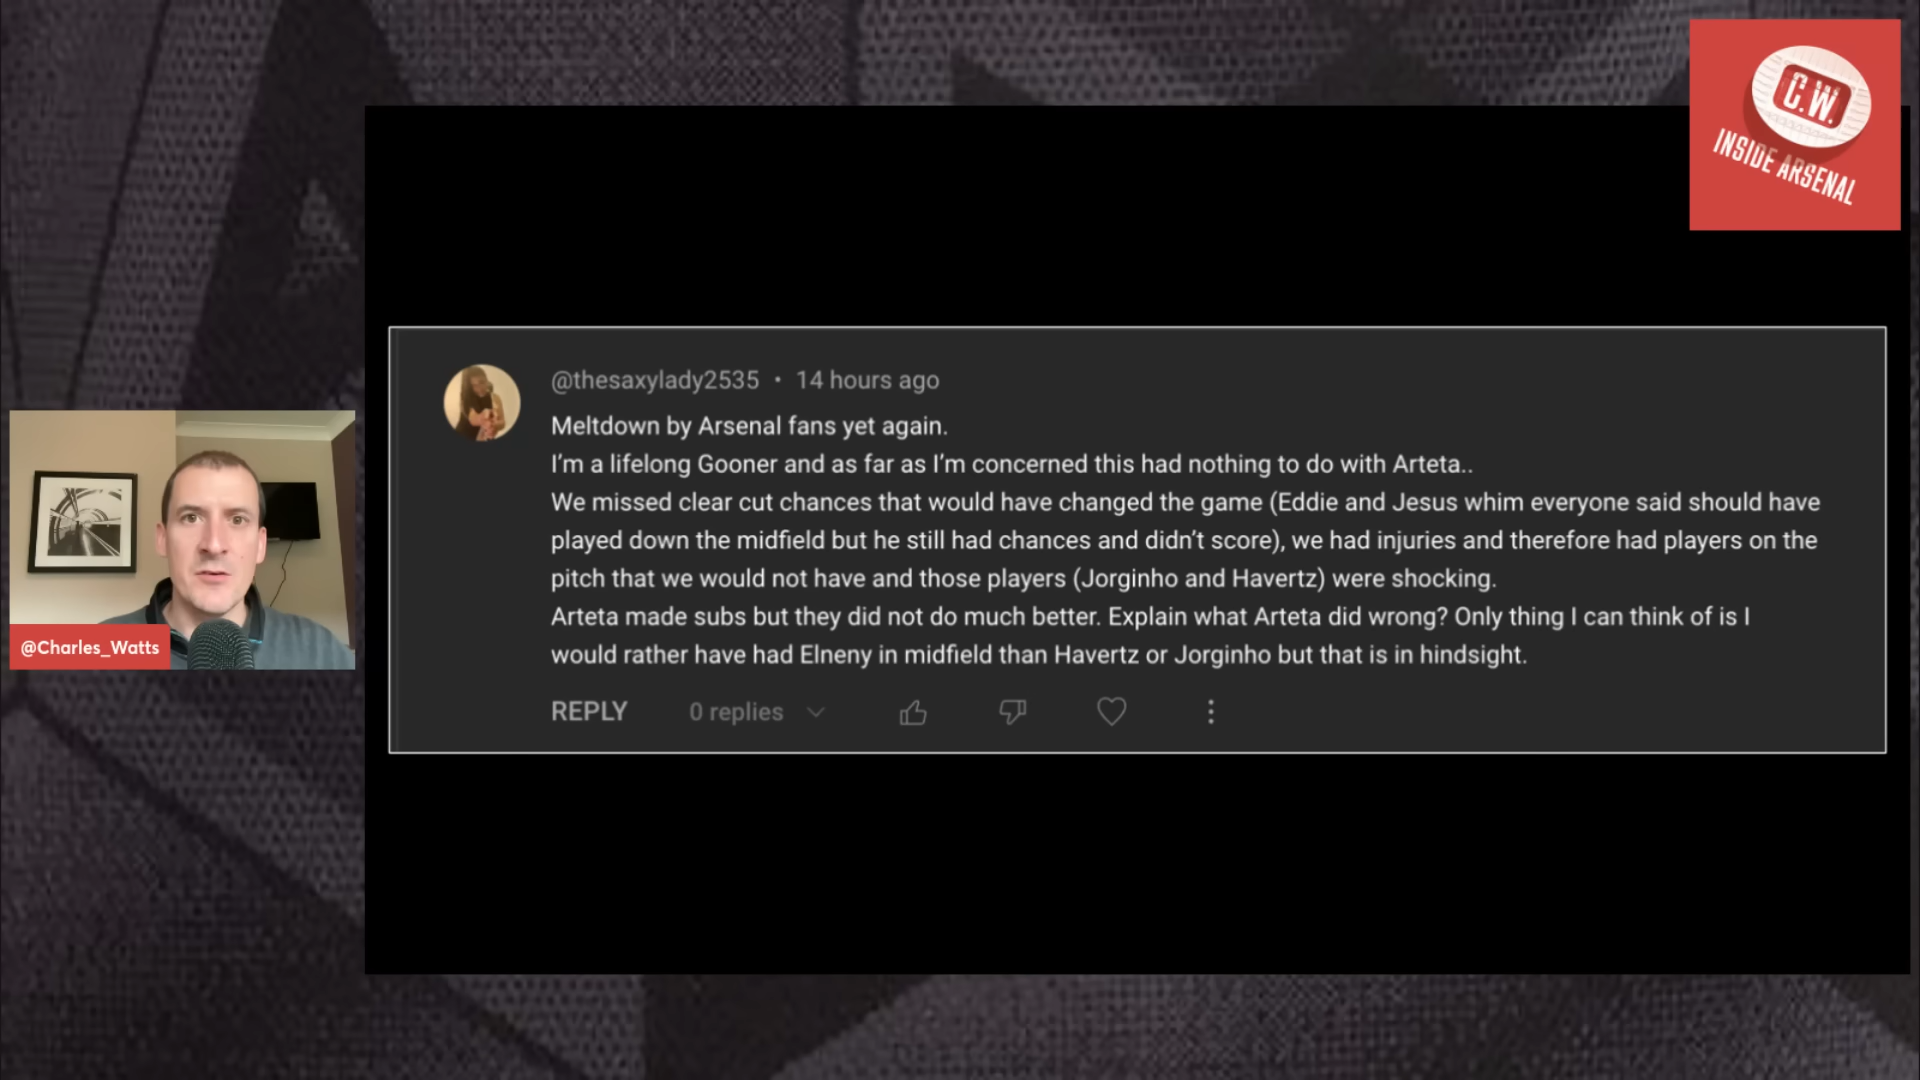 C.W.
INSIDE ARSENAL
@thesaxylady2535 • 14 hours ago
Meltdown by Arsenal fans yet again.
I'm a lifelong Gooner and as far as I'm concerned this had nothing to do with Arteta..
We missed clear cut chances that would have changed the game (Eddie and Jesus whim everyone said should have
played down the midfield but he still had chances and didn't score), we had injuries and therefore had players on the
pitch that we would not have and those players (Jorginho and Havertz) were shocking.
Arteta made subs but they did not do much better. Explain what Arteta did wrong? Only thing I can think of is I
would rather have had Elneny in midfield than Havertz or Jorginho but that is in hindsight.
REPLY 0 replies
@Charles_Watts